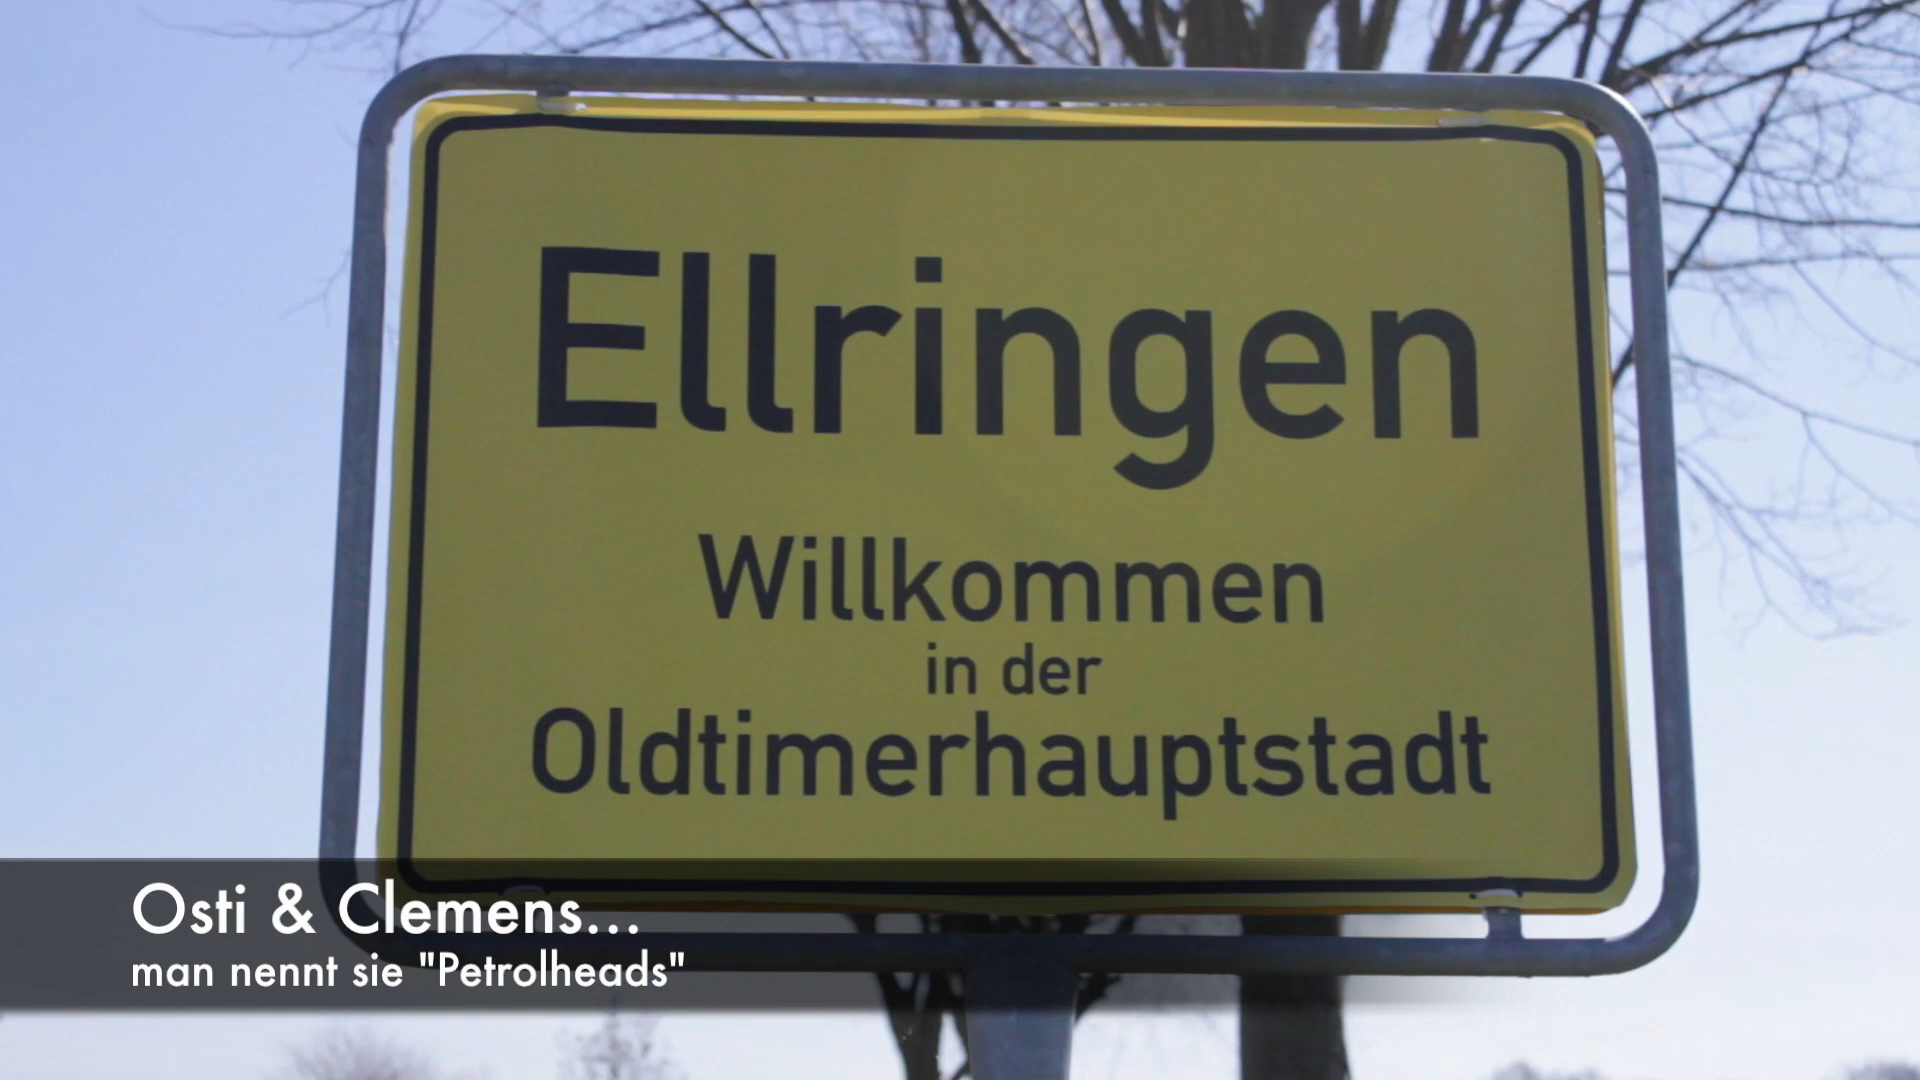 Ellringen
Willkommen
in der
Oldtimerhauptstadt
Osti & Clemens...
man nennt sie "Petrolheads"